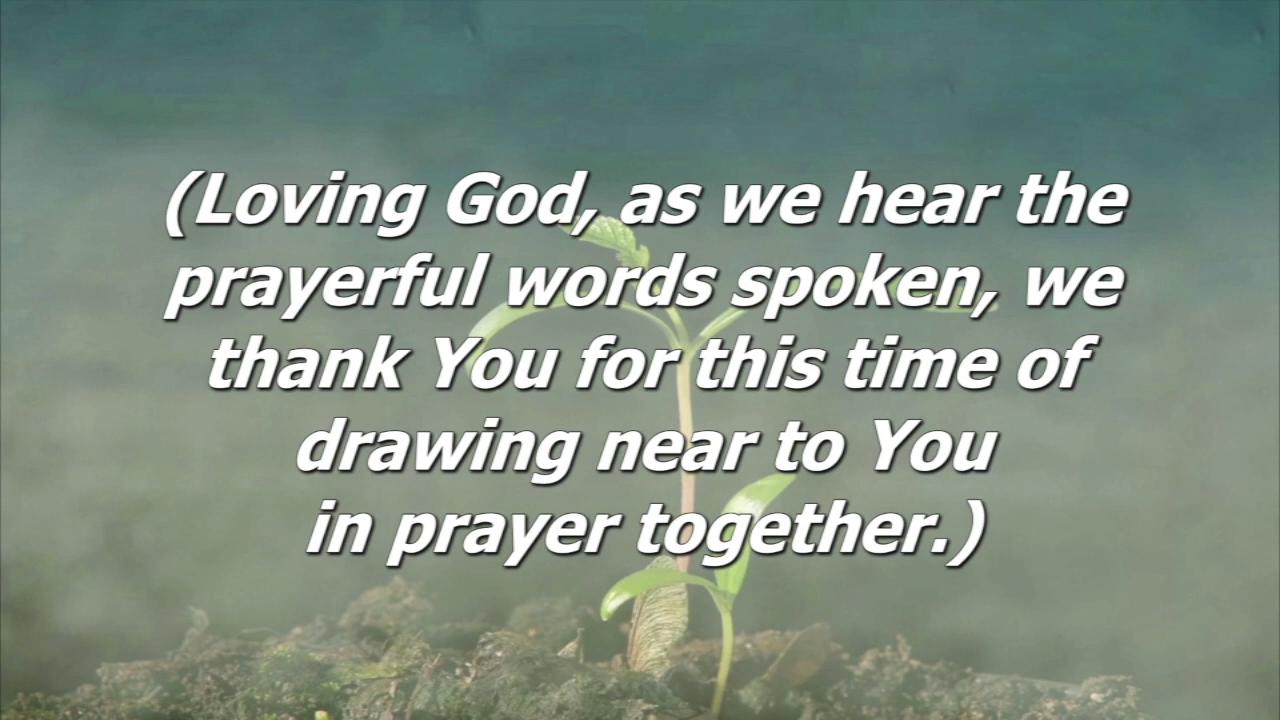 (Loving God, as we hear the
prayerful words spoken, we
thank You for this time of
drawing near to You
in prayer together.)